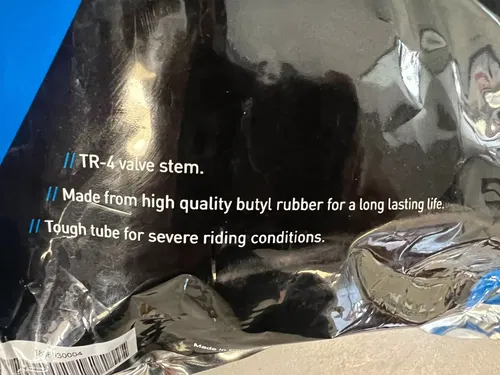 // TR-4 valve stem.
// Made from high quality butyl rubber for a long lasting life.
// Tough tube for severe riding conditions.
Made